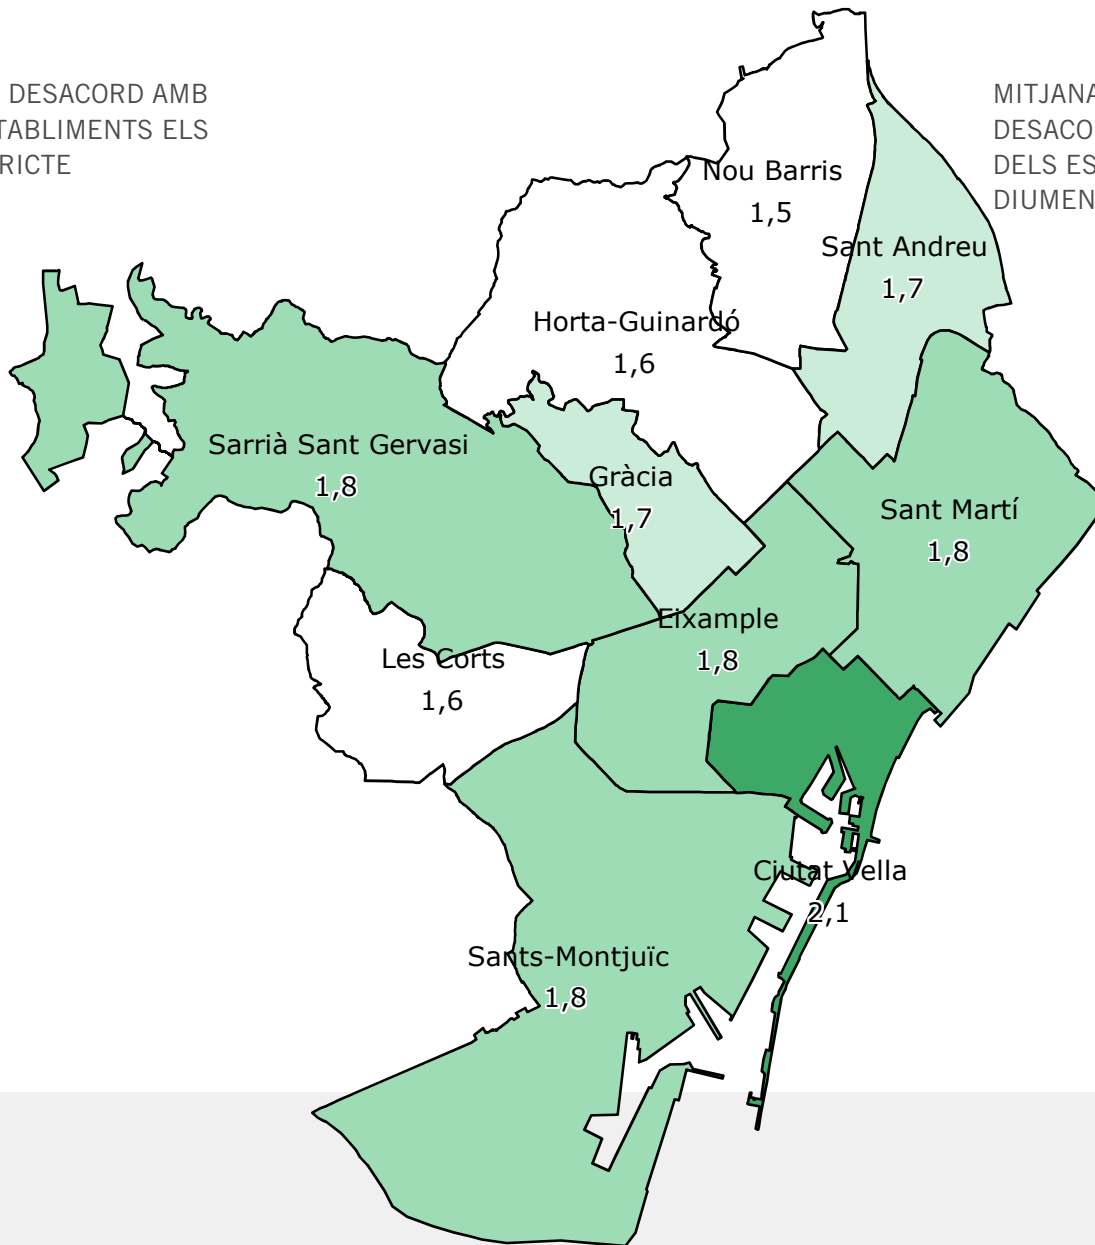 DESACORD AMB
TABLIMENTS ELS
RICTE
MITJANA
DESACO
DELS ES
DIUMEN
Nou Barris
1,5
Sant Andreu
1,7
Horta-Guinardó
1,6
Sarrià Sant Gervasi
1,8
Gràcia
1,7
Sant Martí
1,8
Eixample
1,8
Les Corts
1,6
Ciutat Vella
2,1
Sants-Montjuïc
1,8